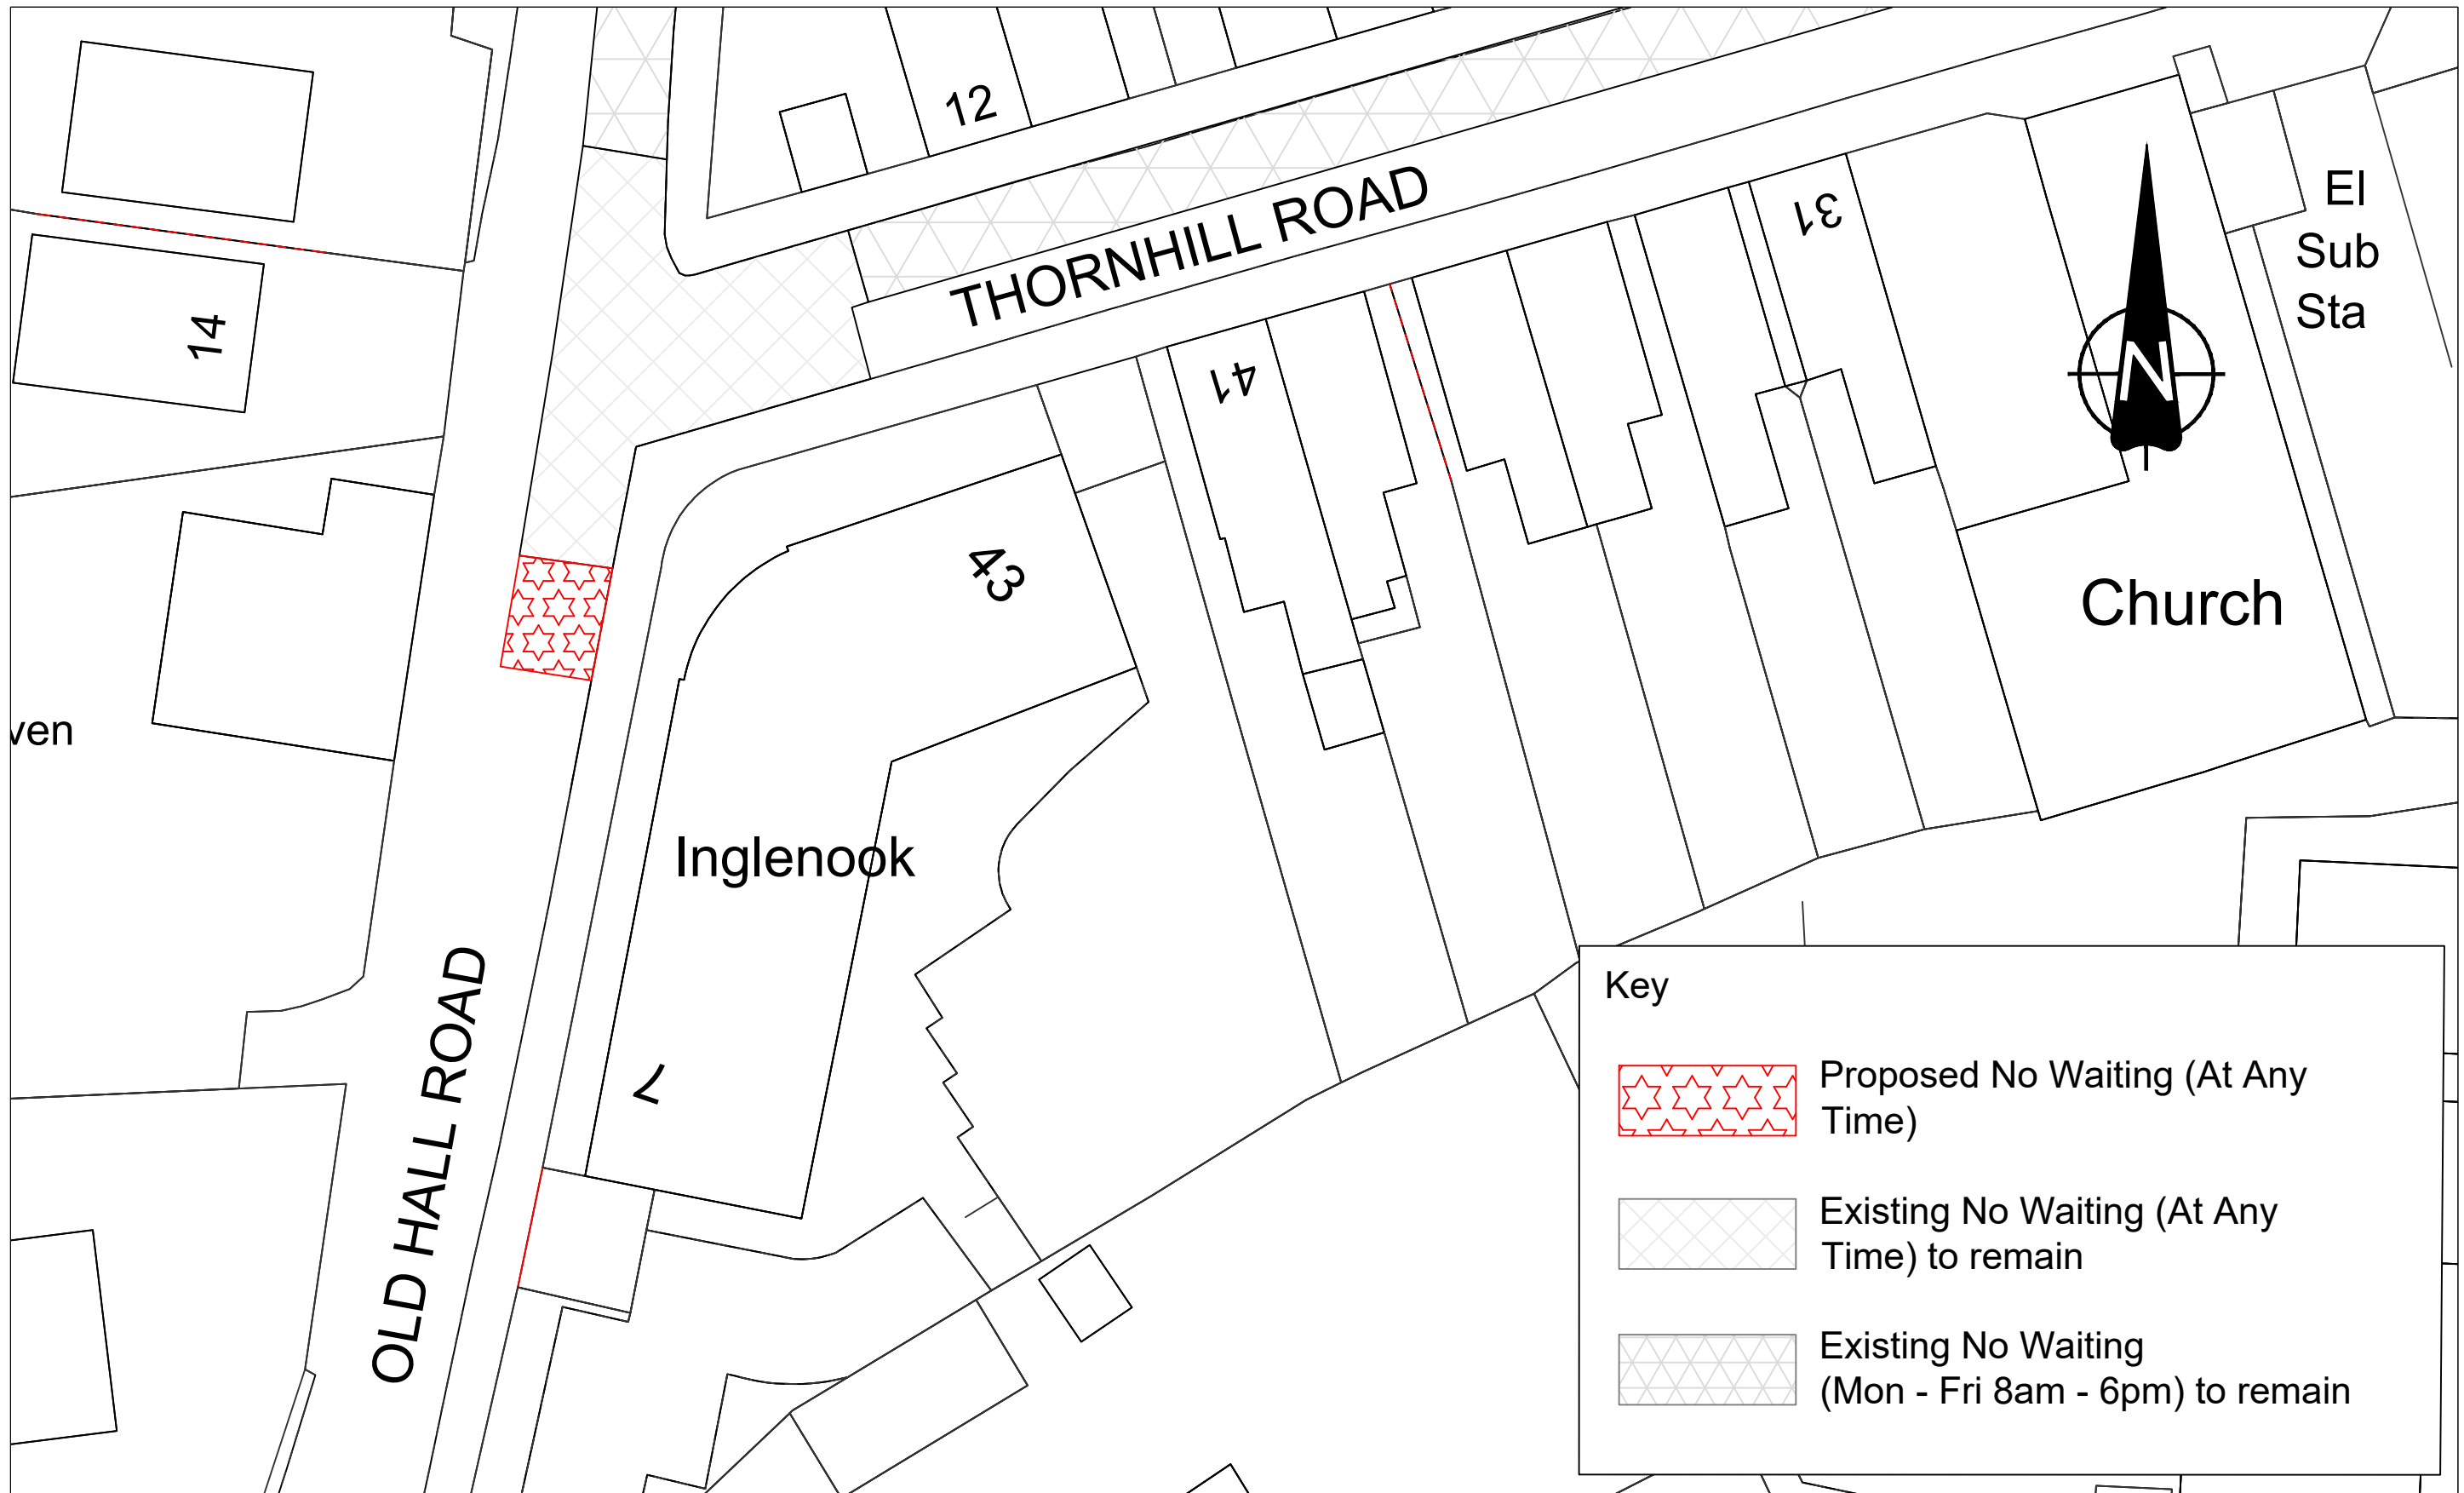 12
THORNHILL ROAD
31
El
Sub
Sta
N
14
41
43
Church
ven
Inglenook
OLD HALL ROAD
1
Key
Proposed No Waiting (At Any
Time)
Existing No Waiting (At Any
Time) to remain
Existing No Waiting
(Mon - Fri 8am - 6pm) to remain